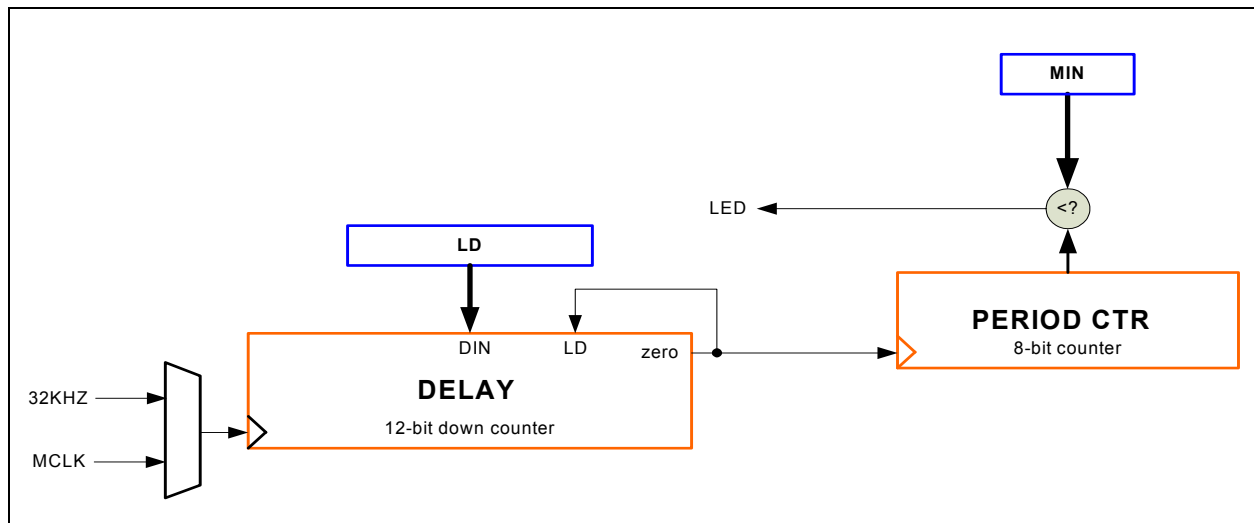 MIN
<?
LED
LD
PERIOD CTR
8-bit counter
DIN
LD
zero
DELAY
12-bit down counter
32KHZ
MCLK